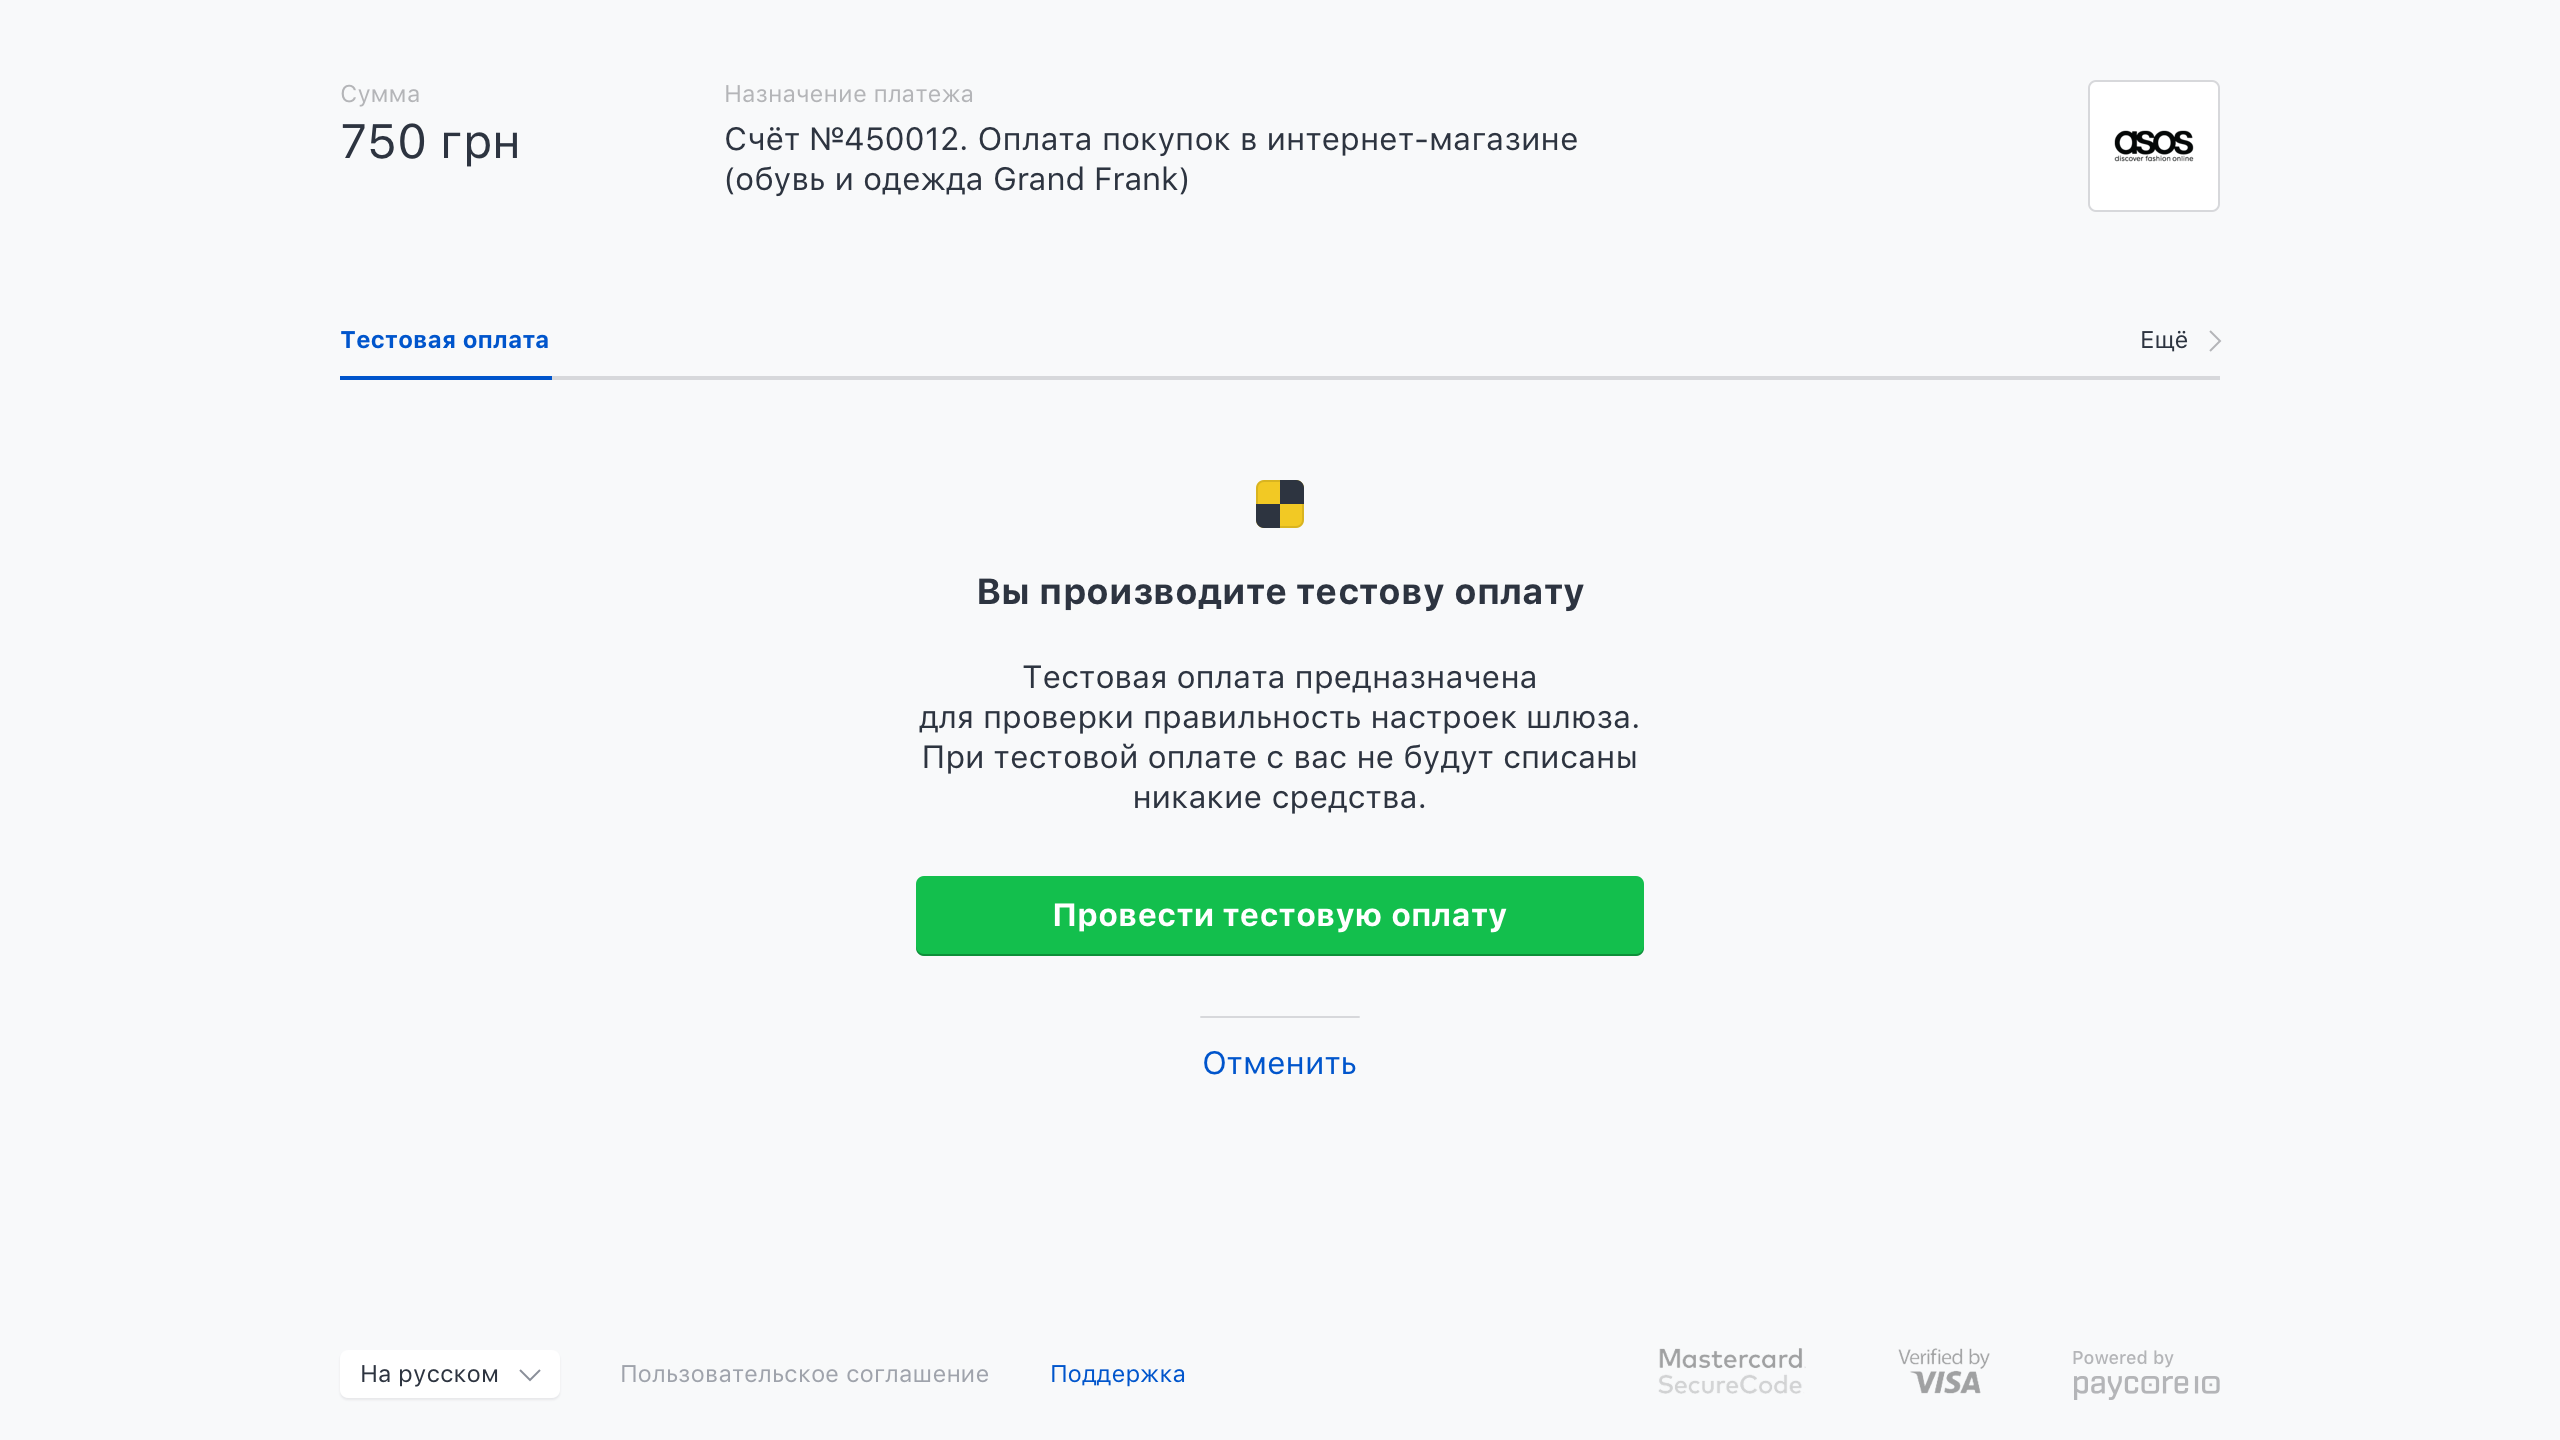 Сумма
750 грн
Назначение платежа
Счёт №450012. Оплата покупок в интернет-магазине
(обувь и одежда Grand Frank)
asos
discover fashion online
Тестовая оплата
Ещё
Вы производите тестову оплату
Тестовая оплата предназначена
для проверки правильность настроек шлюза.
При тестовой оплате с вас не будут списаны
никакие средства.
Провести тестовую оплату
Отменить
На русском
Пользовательское соглашение
Поддержка
Mastercard
SecureCode
Verified by
VISA
Powered by
paycore io